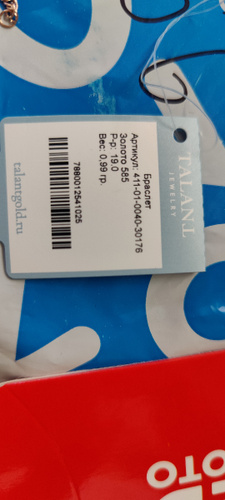 TALANT
JEWELRY
Браслет
Артикул: 411-01-0040-30176
Золото 585
Р-р: 19.0
Вес: 0,99 гр.
7880012541025
talantgold.ru
ОТО